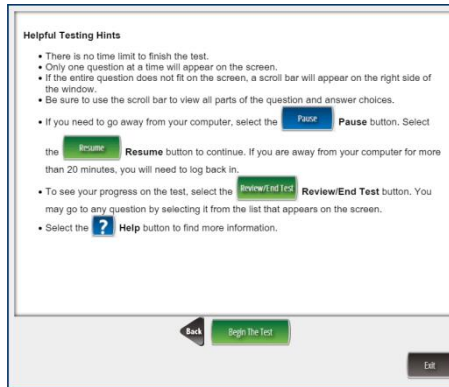 Helpful Testing Hints
• There is no time limit to finish the test.
• Only one question at a time will appear on the screen.
• If the entire question does not fit on the screen, a scroll bar will appear on the right side of
the window.
• Be sure to use the scroll bar to view all parts of the question and answer choices.
• If you need to go away from your computer, select the Pause Pause button. Select
the Resume Resume button to continue. If you are away from your computer for more
than 20 minutes, you will need to log back in.
• To see your progress on the test, select the Review/End Test Review/End Test button. You
may go to any question by selecting it from the list that appears on the screen.
• Select the ? Help button to find more information.
Back Begin The Test
Exit